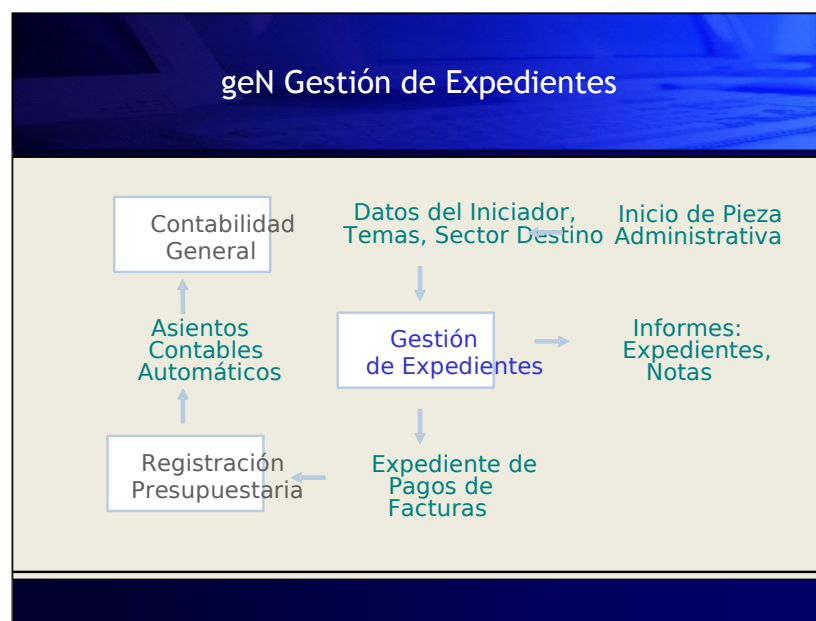 geN Gestión de Expedientes
Contabilidad
General
Datos del Iniciador,
Temas, Sector Destino
Inicio de Pieza
Administrativa
Asientos
Contables
Automáticos
Gestión
de Expedientes
Informes:
Expedientes,
Notas
Registración
Presupuestaria
Expediente de
Pagos de
Facturas